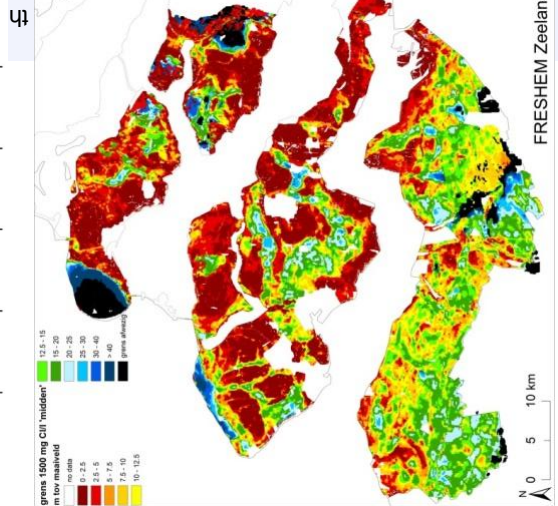 grens 1500 mg Cl/l 'midden'
m tov maaiveld
no data
0 - 2.5
2.5 - 5
5 - 7.5
7.5 - 10
10 - 12.5
12.5 - 15
15 - 20
20 - 25
25 - 30
30 - 40
> 40
grens afwezig
N
0 5 10 km
FRESHEM Zeelan
th